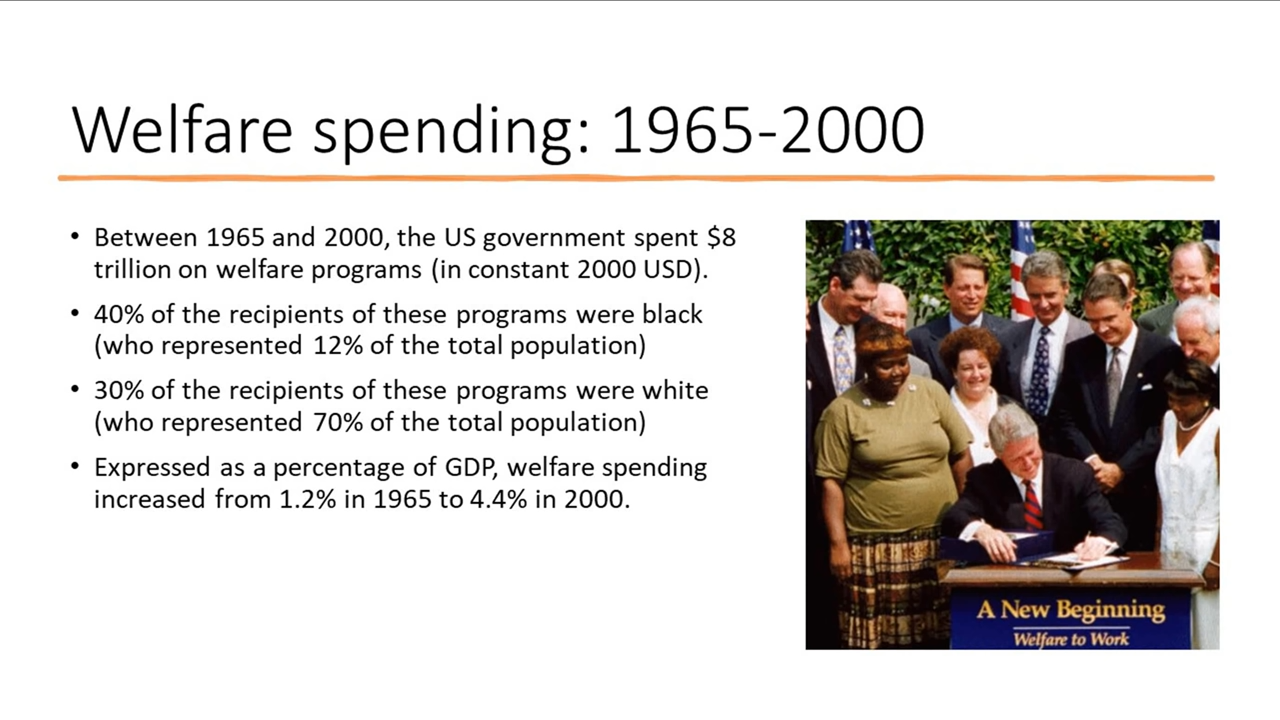 Welfare spending: 1965-2000
• Between 1965 and 2000, the US government spent $8
trillion on welfare programs (in constant 2000 USD).
• 40% of the recipients of these programs were black
(who represented 12% of the total population)
• 30% of the recipients of these programs were white
(who represented 70% of the total population)
• Expressed as a percentage of GDP, welfare spending
increased from 1.2% in 1965 to 4.4% in 2000.
A New Beginning
Welfare to Work